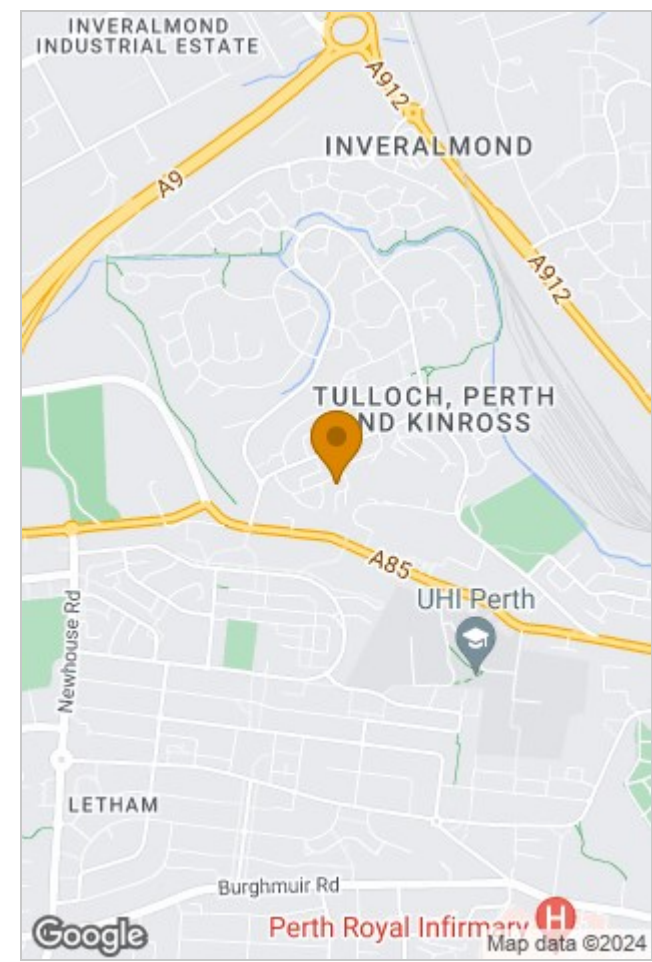 INVERALMOND
INDUSTRIAL ESTATE
A912
INVERALMOND
A9
A912
TULLOCH, PERTH
ND KINROSS
A85
UHI Perth
Newhouse Rd
LETHAM
Burghmuir Rd
Perth Royal Infirmary
H
Google
Map data ©2024